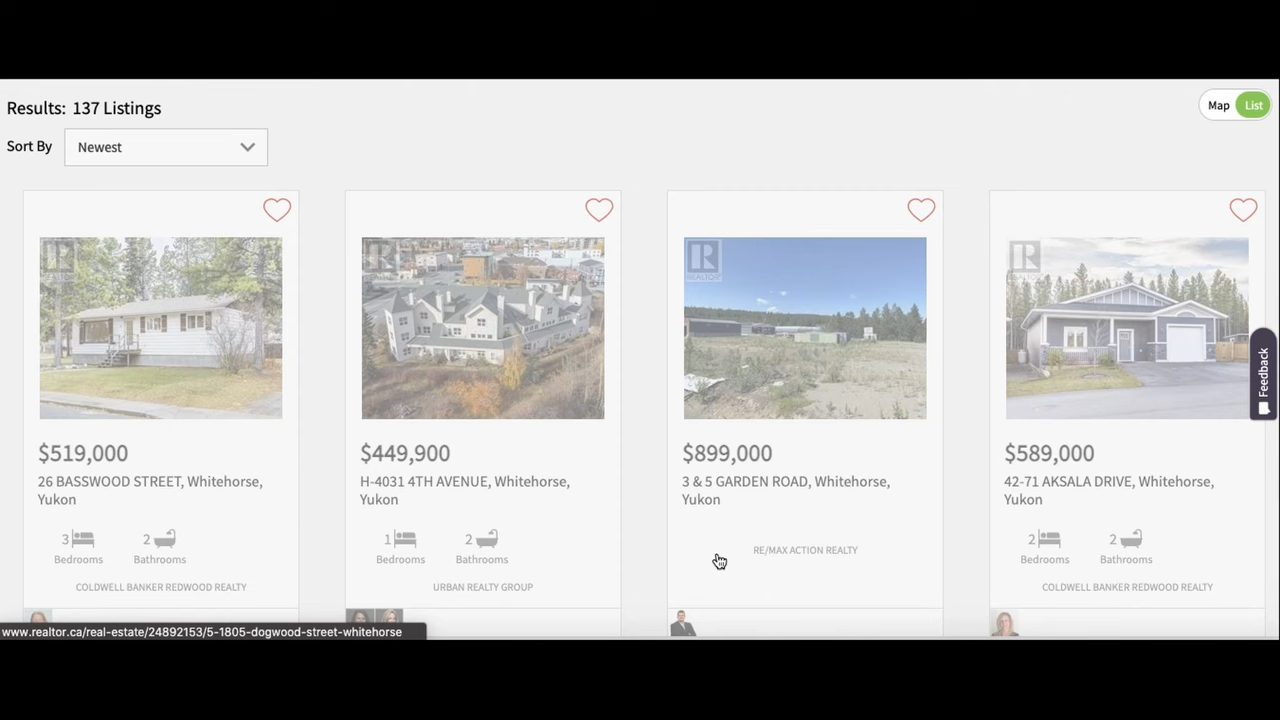 Results: 137 Listings
Map List
Sort By Newest
R R R R
REALTOR
$519,000 $449,900 $899,000 $589,000
26 BASSWOOD STREET, Whitehorse, H-4031 4TH AVENUE, Whitehorse, 3 & 5 GARDEN ROAD, Whitehorse, 42-71 AKSALA DRIVE, Whitehorse,
Yukon Yukon Yukon Yukon
3 2 1 2 2 2
Bedrooms Bathrooms Bedrooms Bathrooms Bedrooms Bathrooms
RE/MAX ACTION REALTY
COLDWELL BANKER REDWOOD REALTY URBAN REALTY GROUP COLDWELL BANKER REDWOOD REALTY
Feedback
www.realtor.ca/real-estate/24892153/5-1805-dogwood-street-whitehorse